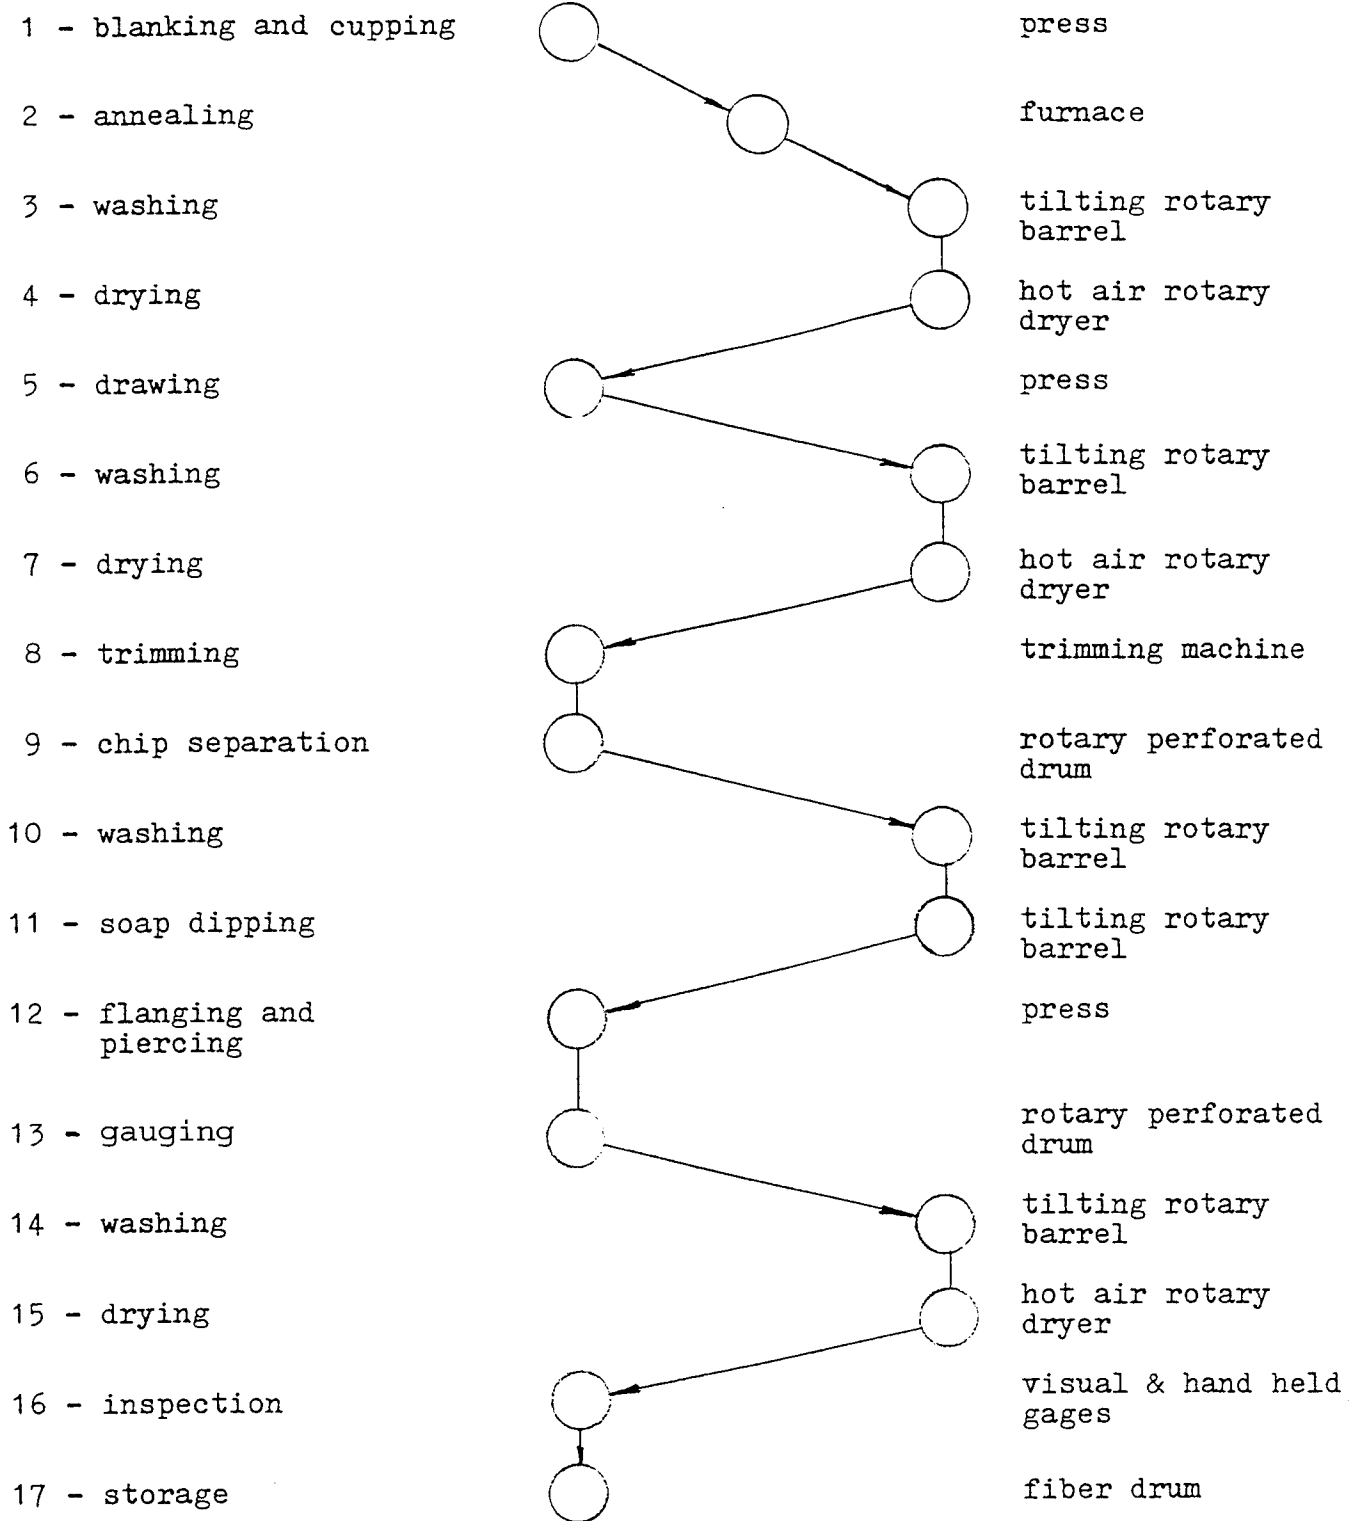 1 - blanking and cupping press
2 - annealing furnace
3 - washing tilting rotary
barrel
4 - drying hot air rotary
dryer
5 - drawing press
6 - washing tilting rotary
barrel
7 - drying hot air rotary
dryer
8 - trimming trimming machine
9 - chip separation rotary perforated
drum
10 - washing tilting rotary
barrel
11 - soap dipping tilting rotary
barrel
12 - flanging and press
piercing
13 - gauging rotary perforated
drum
14 - washing tilting rotary
barrel
15 - drying hot air rotary
dryer
16 - inspection visual & hand held
gages
17 - storage fiber drum